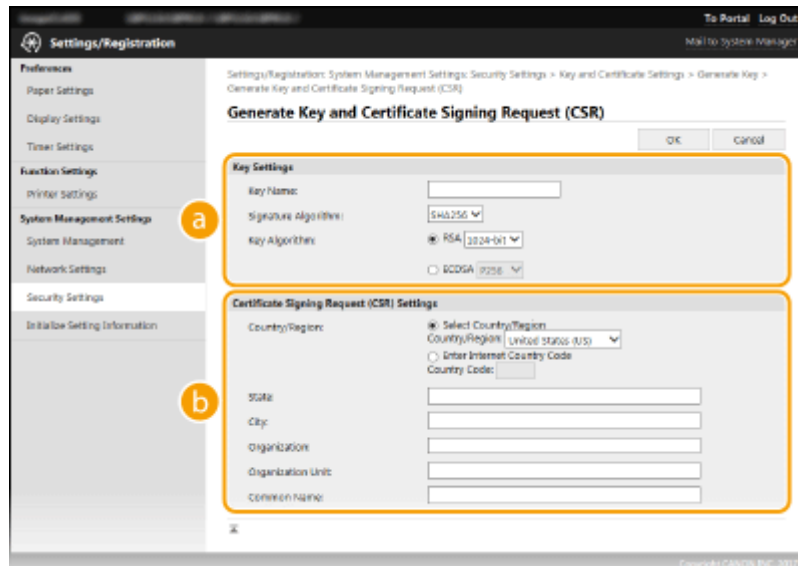 To Portal Log Out
Settings/Registration
Mail to System Manager
Preferences
Paper Settings
Display Settings
Timer Settings
Function Settings
Printer Settings
System Management Settings
System Management
Network Settings
Security Settings
Initialize Setting Information
Settings/Registration: System Management Settings: Security Settings > Key and Certificate Settings > Generate Key >
Generate Key and Certificate Signing Request (CSR)
Generate Key and Certificate Signing Request (CSR)
OK Cancel
a
Key Settings
Key Name:
Signature Algorithm: SHA256
Key Algorithm: RSA 1024-bit
ECDSA P256
b
Certificate Signing Request (CSR) Settings
Country/Region: Select Country/Region
Country/Region: United States (US)
Enter Internet Country Code
Country Code:
State:
City:
Organization:
Organization Unit:
Common Name:
Copyright CANON INC.